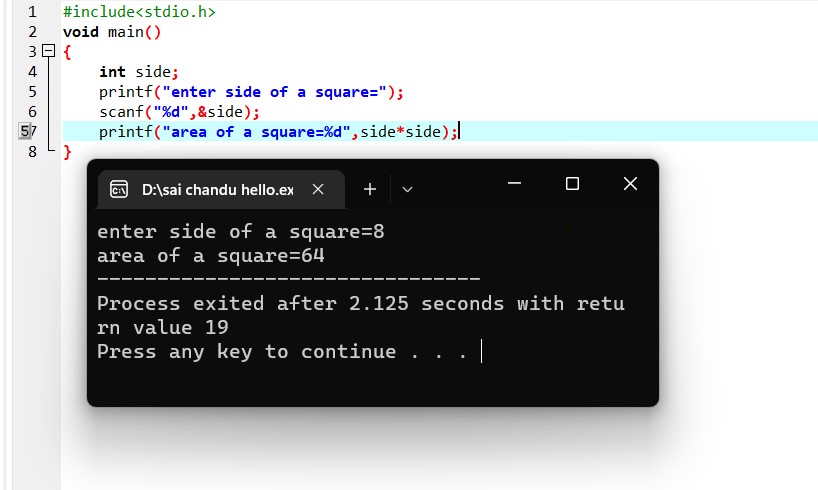 1 #include<stdio.h>
2 void main()
3 {
4 int side;
5 printf("enter side of a square=");
6 scanf("%d",&side);
57 printf("area of a square=%d",side*side);
8 }
D:\sai chandu hello.ex
enter side of a square=8
area of a square=64
--------------------------------
Process exited after 2.125 seconds with retu
rn value 19
Press any key to continue . . .